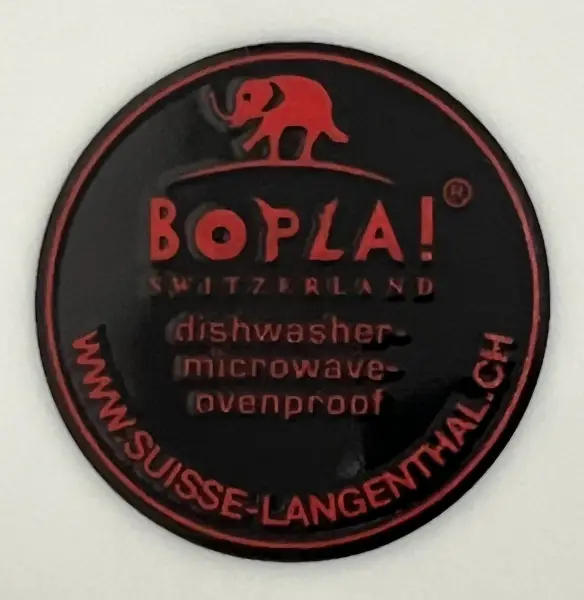 BOPLA!®
SWITZERLAND
dishwasher-
microwave-
ovenproof
WWW.SUISSE-LANGENTHAL.CH